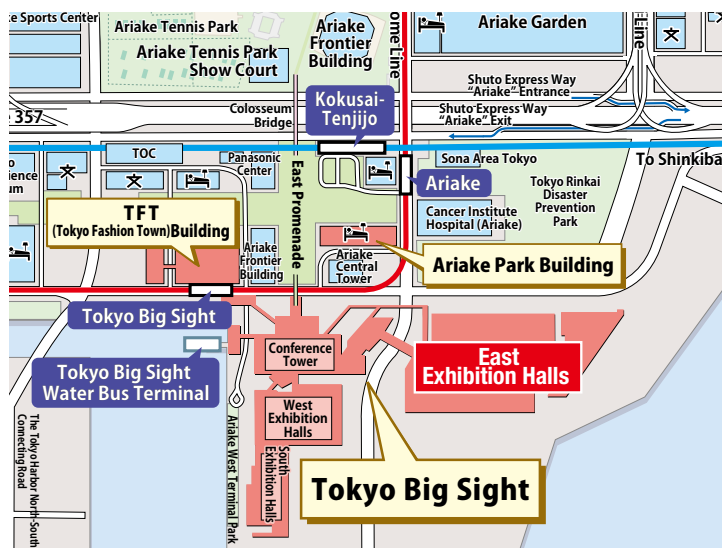 e Sports Center
Ariake Tennis Park
Ariake Tennis Park
Show Court
Ariake
Frontier
Building
ome Line
Ariake Garden
Line
Shuto Express Way
“Ariake” Entrance
Shuto Express Way
“Ariake” Exit
357
Colosseum
Bridge
Kokusai-
Tenjijo
TOC
Panasonic
Center
East Promenade
Ariake
Sona Area Tokyo
To Shinkiba
Tokyo Rinkai
Disaster
Prevention
Park
Cancer Institute
Hospital (Ariake)
TFT
(Tokyo Fashion Town)Building
Ariake
Frontier
Building
Ariake
Central
Tower
Ariake Park Building
Tokyo Big Sight
Tokyo Big Sight
Water Bus Terminal
Conference
Tower
East
Exhibition Halls
West
Exhibition
Halls
South
Exhibition Halls
Ariake West Terminal Park
The Tokyo Harbor North-South
Connecting Road
Tokyo Big Sight